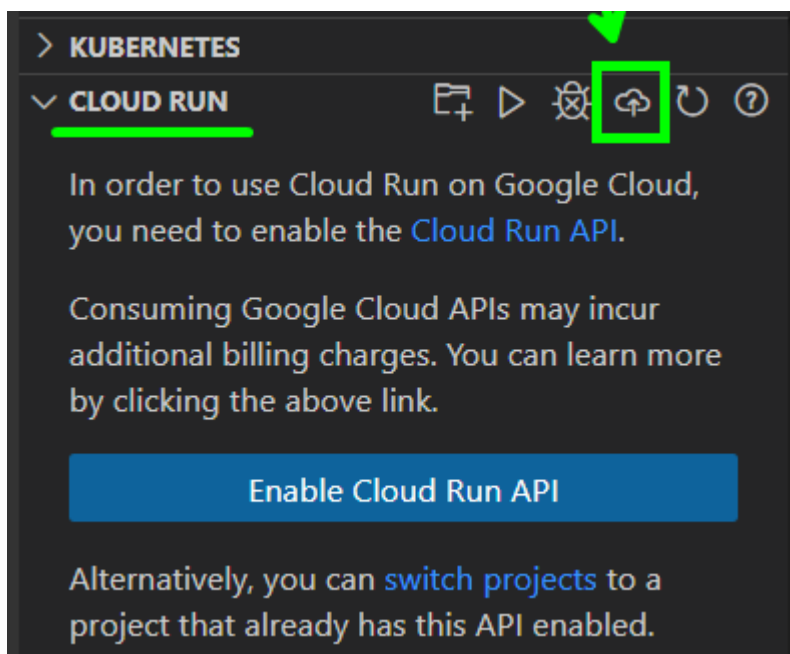 KUBERNETES
CLOUD RUN
In order to use Cloud Run on Google Cloud,
you need to enable the Cloud Run API.
Consuming Google Cloud APIs may incur
additional billing charges. You can learn more
by clicking the above link.
Enable Cloud Run API
Alternatively, you can switch projects to a
project that already has this API enabled.